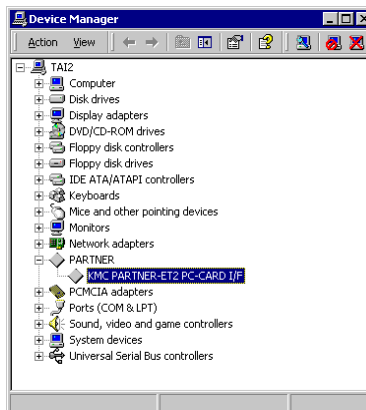 Device Manager
Action View
TAI2
Computer
Disk drives
Display adapters
DVD/CD-ROM drives
Floppy disk controllers
Floppy disk drives
IDE ATA/ATAPI controllers
Keyboards
Mice and other pointing devices
Monitors
Network adapters
PARTNER
KMC PARTNER-ET2 PC-CARD I/F
PCMCIA adapters
Ports (COM & LPT)
Sound, video and game controllers
System devices
Universal Serial Bus controllers